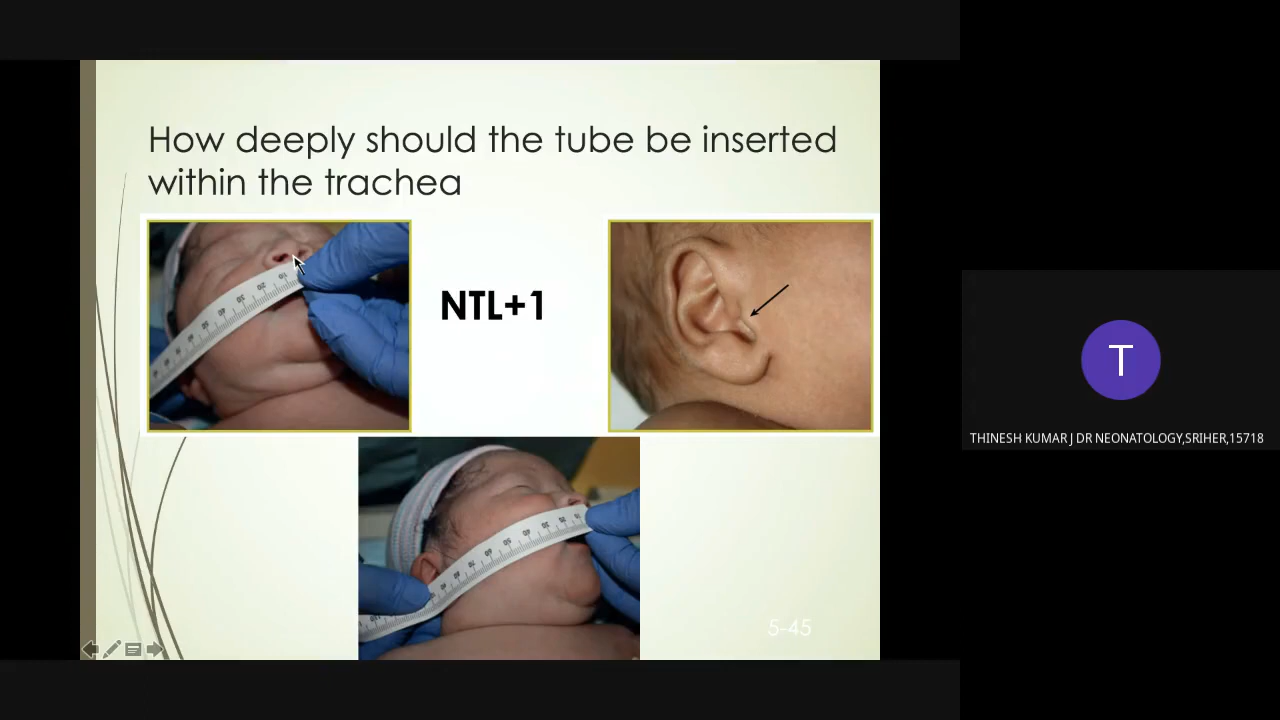 How deeply should the tube be inserted
within the trachea
NTL+1
5-45
T
THINESH KUMAR J DR NEONATOLOGY,SRIHER,15718